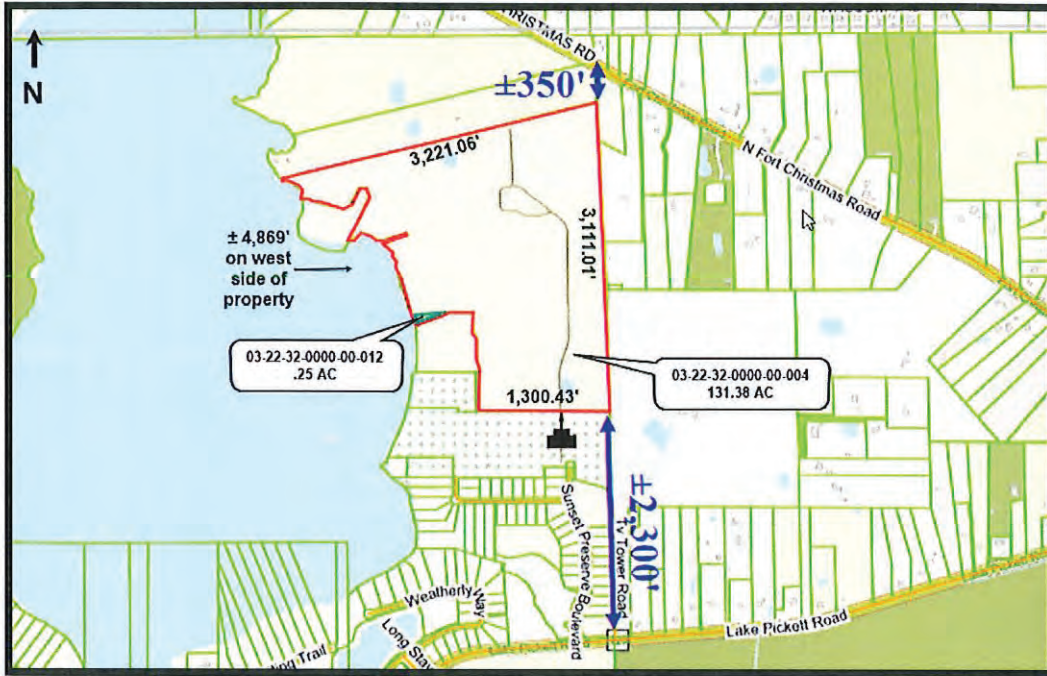 CHRISTMAS RD
N
±350'
3,221.06'
N Fort Christmas Road
3,111.01'
± 4,869'
on west
side of
property
03-22-32-0000-00-012
.25 AC
03-22-32-0000-00-004
131.38 AC
1,300.43'
±2,300'
Tv Tower Road
Sunset Preserve Boulevard
Weatherly Way
Lake Pickett Road
Long Stay
Trail